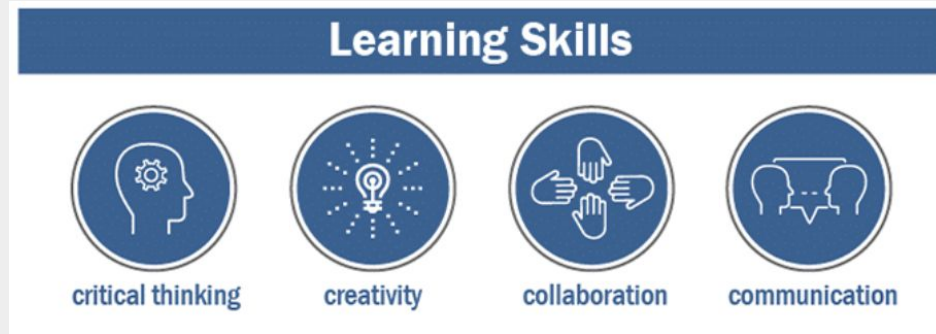 Learning Skills
critical thinking
creativity
collaboration
communication